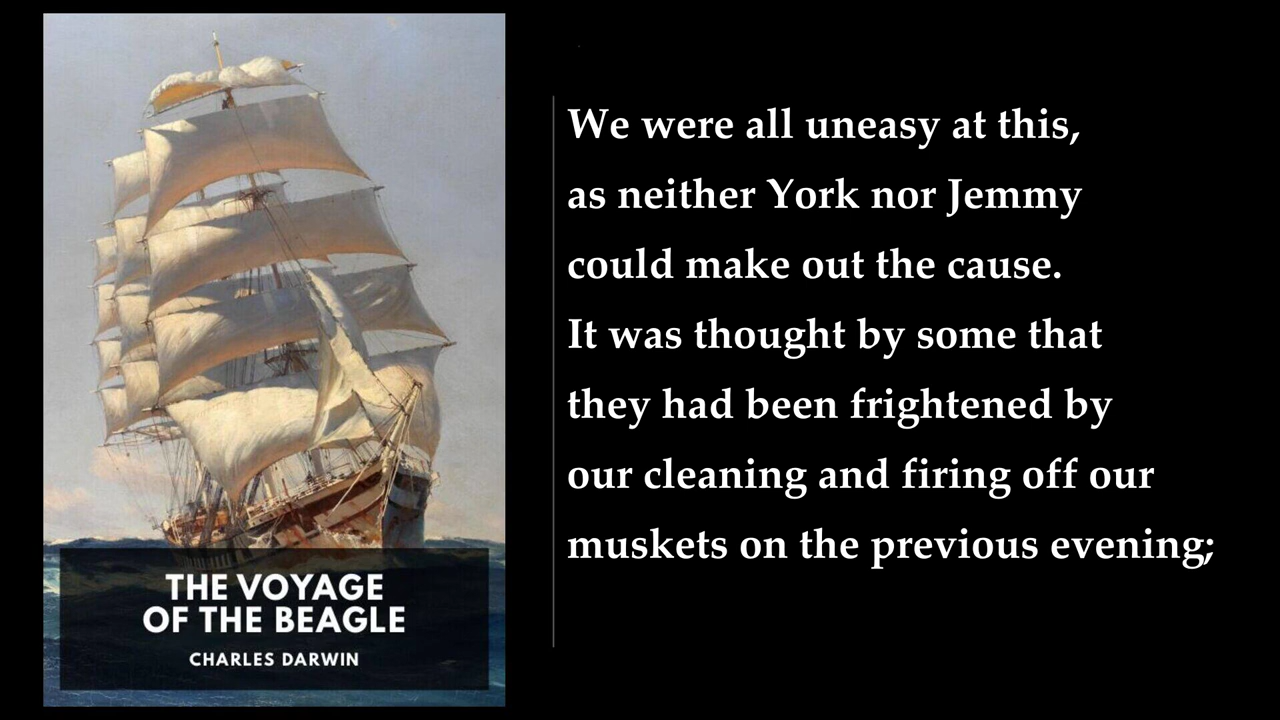 THE VOYAGE
OF THE BEAGLE
CHARLES DARWIN
We were all uneasy at this,
as neither York nor Jemmy
could make out the cause.
It was thought by some that
they had been frightened by
our cleaning and firing off our
muskets on the previous evening;